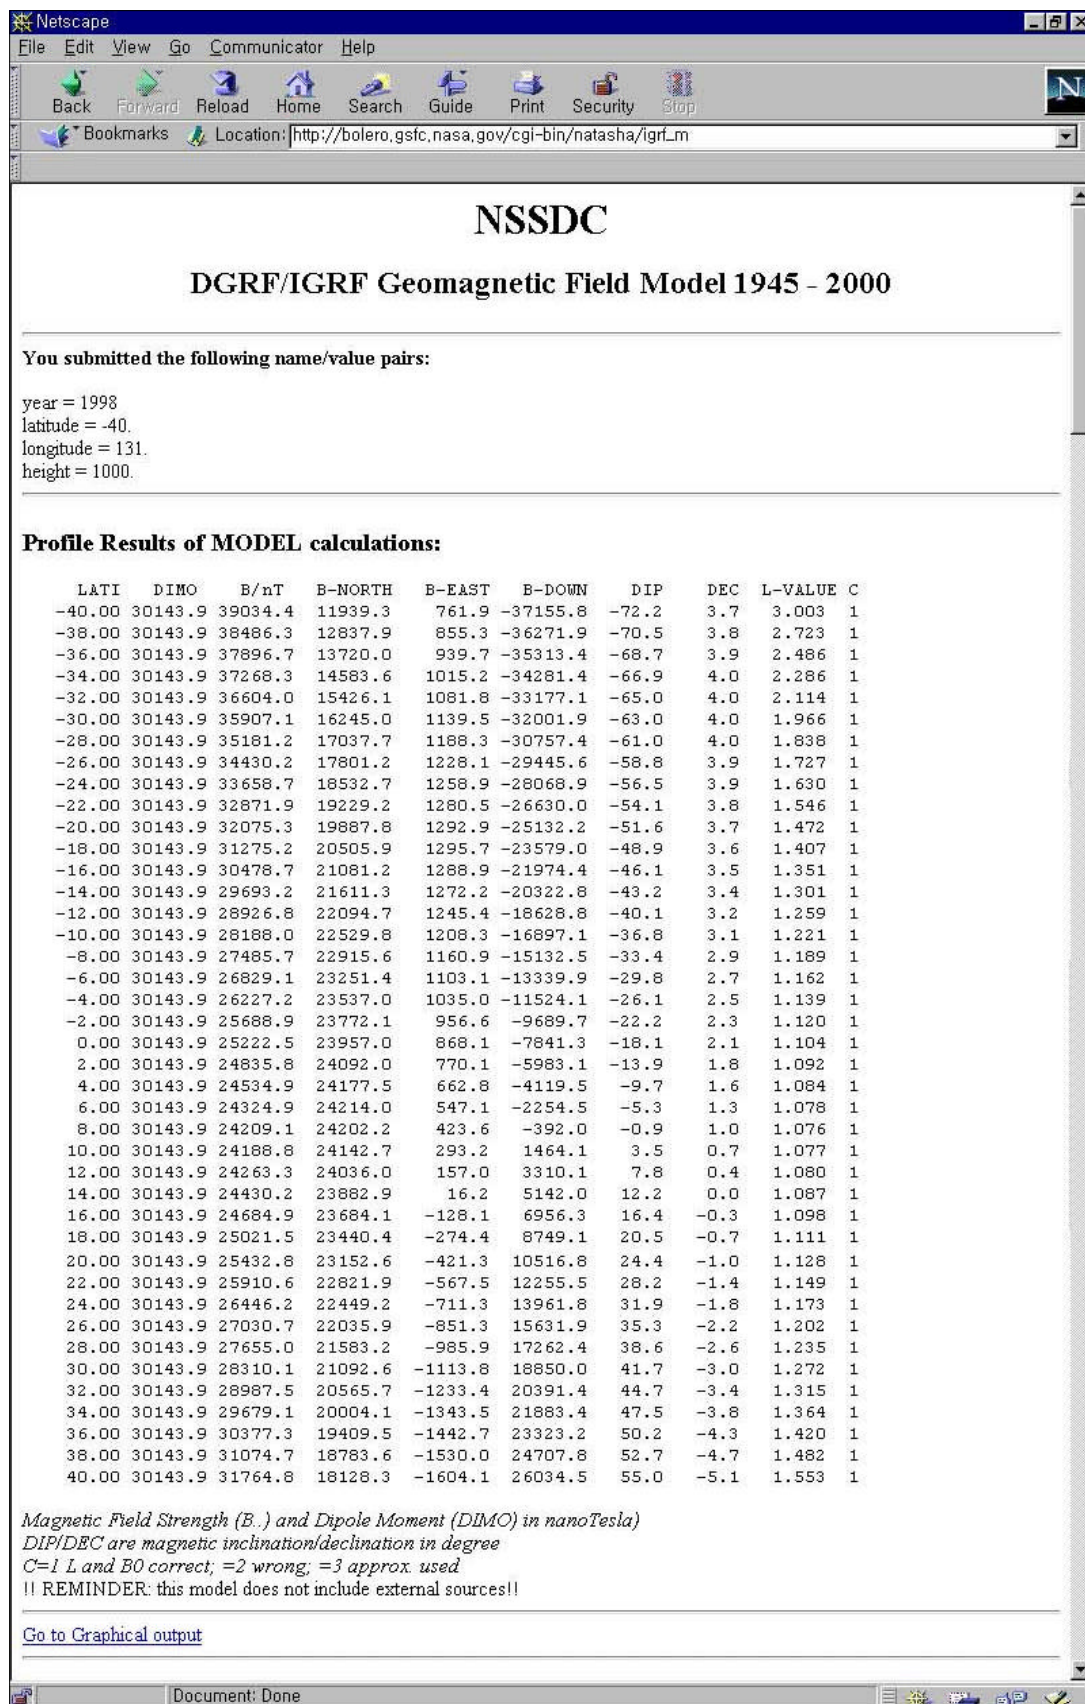 Netscape
File Edit View Go Communicator Help
Back Forward Reload Home Search Guide Print Security Stop
N
Bookmarks Location: http://bolero.gsfc.nasa.gov/cgi-bin/natasha/igrf_m
NSSDC
DGRF/IGRF Geomagnetic Field Model 1945 - 2000
You submitted the following name/value pairs:
year = 1998
latitude = -40.
longitude = 131.
height = 1000.
Profile Results of MODEL calculations:
LATI DIMO B/nT B-NORTH B-EAST B-DOWN DIP DEC L-VALUE C
-40.00 30143.9 39034.4 11939.3 761.9 -37155.8 -72.2 3.7 3.003 1
-38.00 30143.9 38486.3 12837.9 855.3 -36271.9 -70.5 3.8 2.723 1
-36.00 30143.9 37896.7 13720.0 939.7 -35313.4 -68.7 3.9 2.486 1
-34.00 30143.9 37268.3 14583.6 1015.2 -34281.4 -66.9 4.0 2.286 1
-32.00 30143.9 36604.0 15426.1 1081.8 -33177.1 -65.0 4.0 2.114 1
-30.00 30143.9 35907.1 16245.0 1139.5 -32001.9 -63.0 4.0 1.966 1
-28.00 30143.9 35181.2 17037.7 1188.3 -30757.4 -61.0 4.0 1.838 1
-26.00 30143.9 34430.2 17801.2 1228.1 -29445.6 -58.8 3.9 1.727 1
-24.00 30143.9 33658.7 18532.7 1258.9 -28068.9 -56.5 3.9 1.630 1
-22.00 30143.9 32871.9 19229.2 1280.5 -26630.0 -54.1 3.8 1.546 1
-20.00 30143.9 32075.3 19887.8 1292.9 -25132.2 -51.6 3.7 1.472 1
-18.00 30143.9 31275.2 20505.9 1295.7 -23579.0 -48.9 3.6 1.407 1
-16.00 30143.9 30478.7 21081.2 1288.9 -21974.4 -46.1 3.5 1.351 1
-14.00 30143.9 29693.2 21611.3 1272.2 -20322.8 -43.2 3.4 1.301 1
-12.00 30143.9 28926.8 22094.7 1245.4 -18628.8 -40.1 3.2 1.259 1
-10.00 30143.9 28188.0 22529.8 1208.3 -16897.1 -36.8 3.1 1.221 1
-8.00 30143.9 27485.7 22915.6 1160.9 -15132.5 -33.4 2.9 1.189 1
-6.00 30143.9 26829.1 23251.4 1103.1 -13339.9 -29.8 2.7 1.162 1
-4.00 30143.9 26227.2 23537.0 1035.0 -11524.1 -26.1 2.5 1.139 1
-2.00 30143.9 25688.9 23772.1 956.6 -9689.7 -22.2 2.3 1.120 1
0.00 30143.9 25222.5 23957.0 868.1 -7841.3 -18.1 2.1 1.104 1
2.00 30143.9 24835.8 24092.0 770.1 -5983.1 -13.9 1.8 1.092 1
4.00 30143.9 24534.9 24177.5 662.8 -4119.5 -9.7 1.6 1.084 1
6.00 30143.9 24324.9 24214.0 547.1 -2254.5 -5.3 1.3 1.078 1
8.00 30143.9 24209.1 24202.2 423.6 -392.0 -0.9 1.0 1.076 1
10.00 30143.9 24188.8 24142.7 293.2 1464.1 3.5 0.7 1.077 1
12.00 30143.9 24263.3 24036.0 157.0 3310.1 7.8 0.4 1.080 1
14.00 30143.9 24430.2 23882.9 16.2 5142.0 12.2 0.0 1.087 1
16.00 30143.9 24684.9 23684.1 -128.1 6956.3 16.4 -0.3 1.098 1
18.00 30143.9 25021.5 23440.4 -274.4 8749.1 20.5 -0.7 1.111 1
20.00 30143.9 25432.8 23152.6 -421.3 10516.8 24.4 -1.0 1.128 1
22.00 30143.9 25910.6 22821.9 -567.5 12255.5 28.2 -1.4 1.149 1
24.00 30143.9 26446.2 22449.2 -711.3 13961.8 31.9 -1.8 1.173 1
26.00 30143.9 27030.7 22035.9 -851.3 15631.9 35.3 -2.2 1.202 1
28.00 30143.9 27655.0 21583.2 -985.9 17262.4 38.6 -2.6 1.235 1
30.00 30143.9 28310.1 21092.6 -1113.8 18850.0 41.7 -3.0 1.272 1
32.00 30143.9 28987.5 20565.7 -1233.4 20391.4 44.7 -3.4 1.315 1
34.00 30143.9 29679.1 20004.1 -1343.5 21883.4 47.5 -3.8 1.364 1
36.00 30143.9 30377.3 19409.5 -1442.7 23323.2 50.2 -4.3 1.420 1
38.00 30143.9 31074.7 18783.6 -1530.0 24707.8 52.7 -4.7 1.482 1
40.00 30143.9 31764.8 18128.3 -1604.1 26034.5 55.0 -5.1 1.553 1
Magnetic Field Strength (B..) and Dipole Moment (DIMO) in nanoTesla)
DIP/DEC are magnetic inclination/declination in degree
C=1 L and B0 correct; =2 wrong; =3 approx. used
!! REMINDER: this model does not include external sources!!
Go to Graphical output
Document: Done